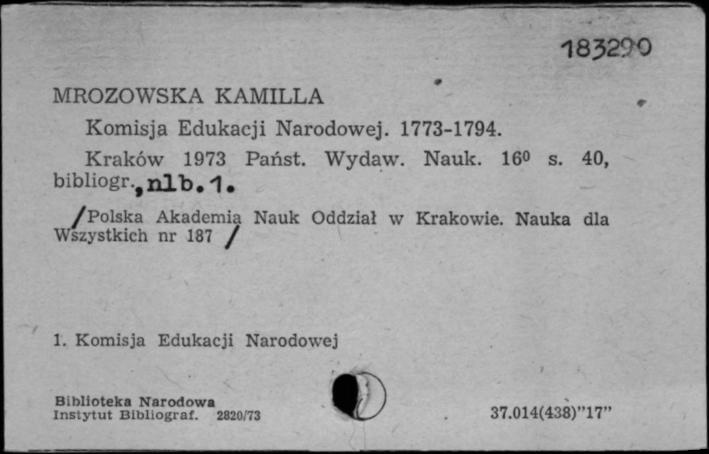 183290
MROZOWSKA KAMILLA
Komisja Edukacji Narodowej. 1773-1794.
Kraków 1973 Państ. Wydaw. Nauk. 16⁰ s. 40,
bibliogr., nlb. 1.
/Polska Akademia Nauk Oddział w Krakowie. Nauka dla
Wszystkich nr 187 /
1. Komisja Edukacji Narodowej
Biblioteka Narodowa
Instytut Bibliograf. 2820/73
37.014(438)"17"